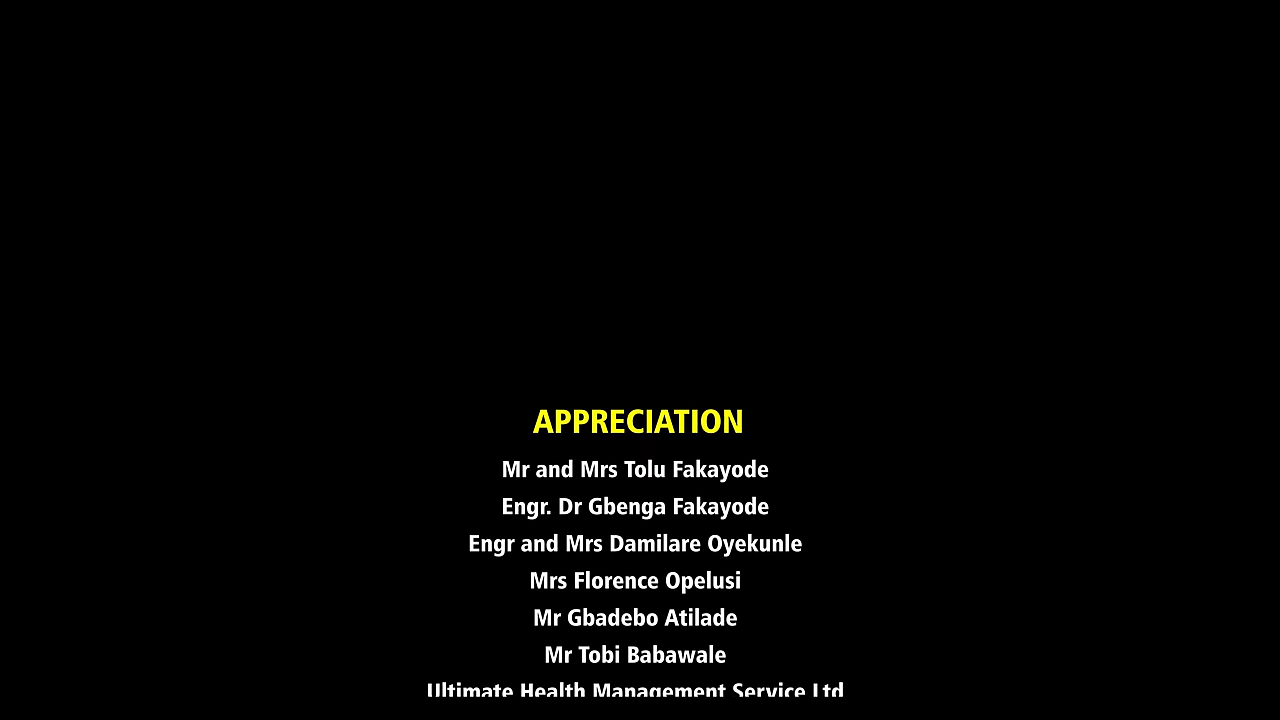 APPRECIATION
Mr and Mrs Tolu Fakayode
Engr. Dr Gbenga Fakayode
Engr and Mrs Damilare Oyekunle
Mrs Florence Opelusi
Mr Gbadebo Atilade
Mr Tobi Babawale
Ultimate Health Management Service Ltd